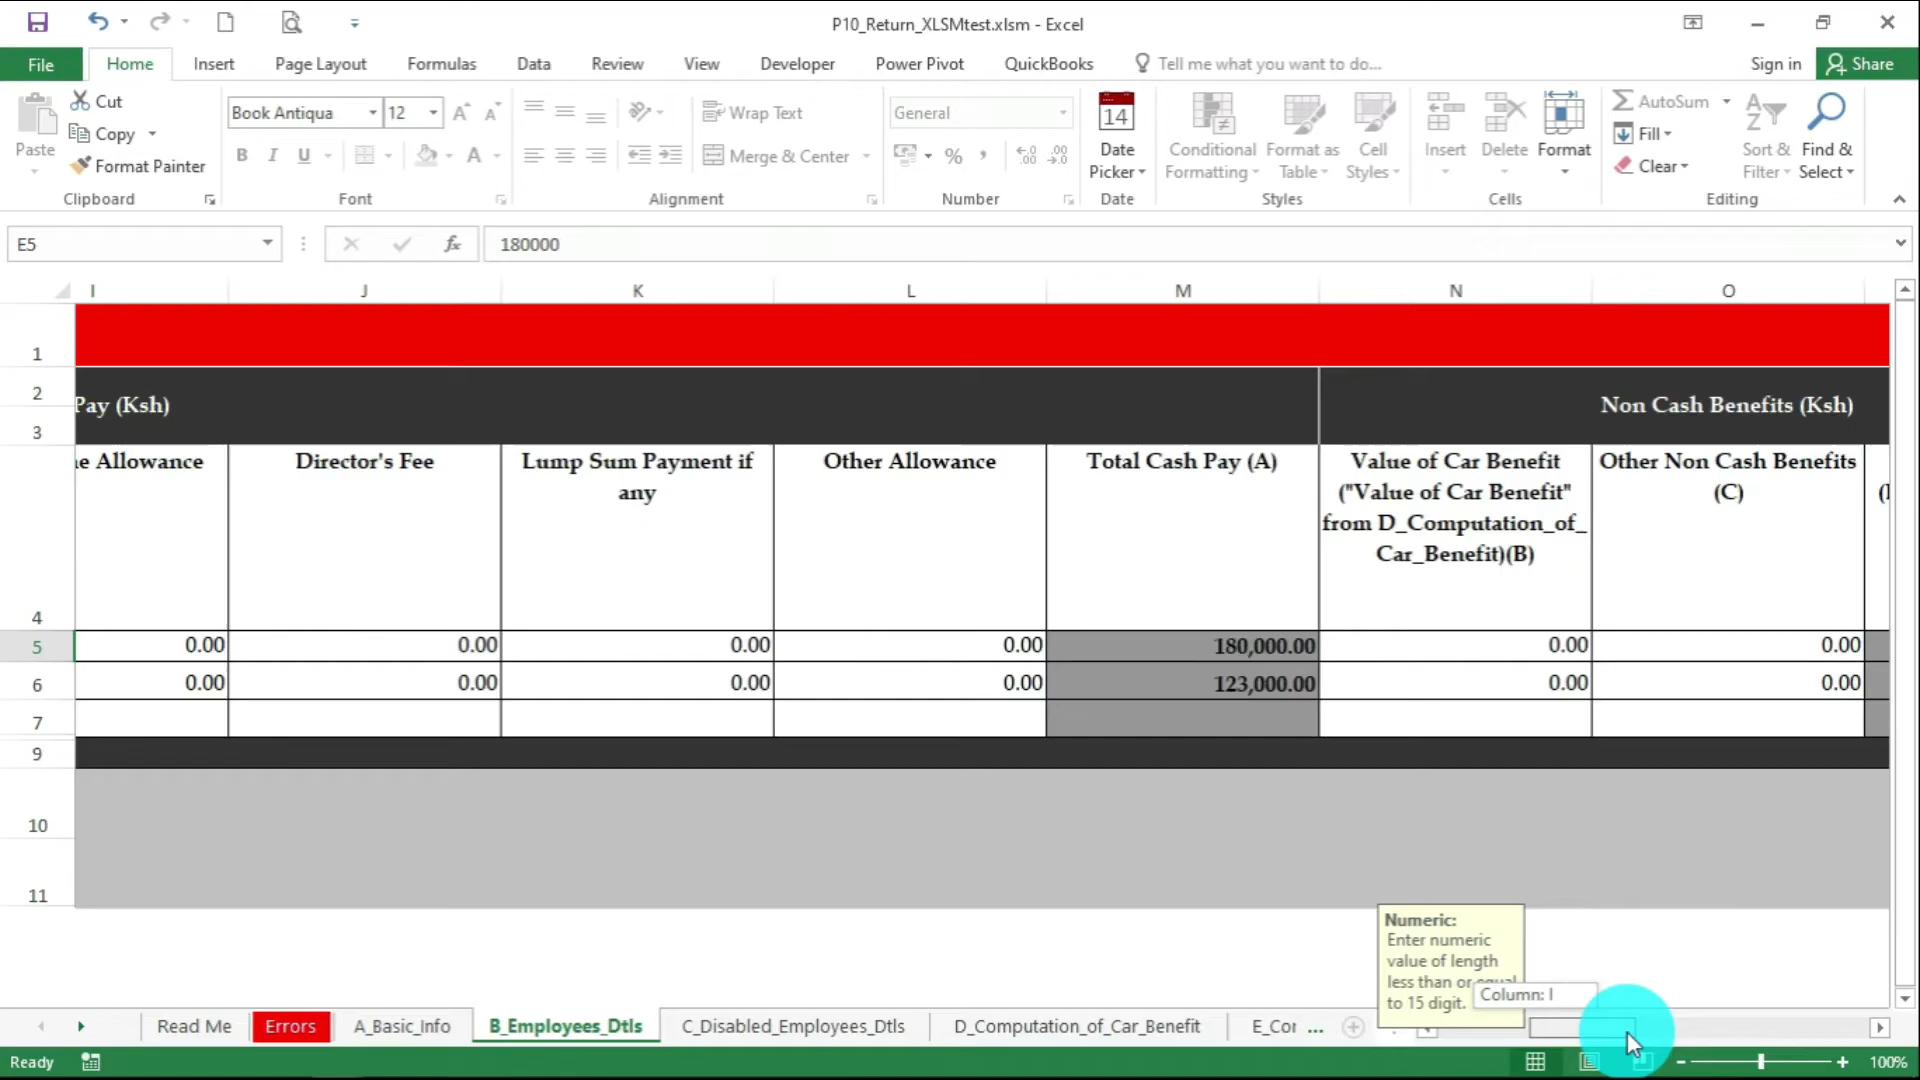 P10_Return_XLSMtest.xlsm - Excel
File Home Insert Page Layout Formulas Data Review View Developer Power Pivot QuickBooks Tell me what you want to do... Sign in Share
Paste
Cut
Copy
Format Painter
Clipboard
Book Antiqua 12
B I U
Font
Wrap Text
Merge & Center
Alignment
General
%
Number
14
Date
Picker
Date
Conditional
Formatting
Format as
Table
Cell
Styles
Styles
Insert Delete Format
Cells
AutoSum
Fill
Clear
Sort &
Filter
Find &
Select
Editing
E5 fx 180000
I J K L M N O
1
2
3
Pay (Ksh) Non Cash Benefits (Ksh)
4
e Allowance
Director's Fee
Lump Sum Payment if
any
Other Allowance
Total Cash Pay (A)
Value of Car Benefit
("Value of Car Benefit"
from D_Computation_of_
Car_Benefit)(B)
Other Non Cash Benefits
(C)
5 0.00 0.00 0.00 0.00 180,000.00 0.00 0.00
6 0.00 0.00 0.00 0.00 123,000.00 0.00 0.00
7
9
10
11
Numeric:
Enter numeric
value of length
less than or equal
to 15 digit.
Column: I
Read Me Errors A_Basic_Info B_Employees_Dtls C_Disabled_Employees_Dtls D_Computation_of_Car_Benefit E_Cor ...
Ready 100%